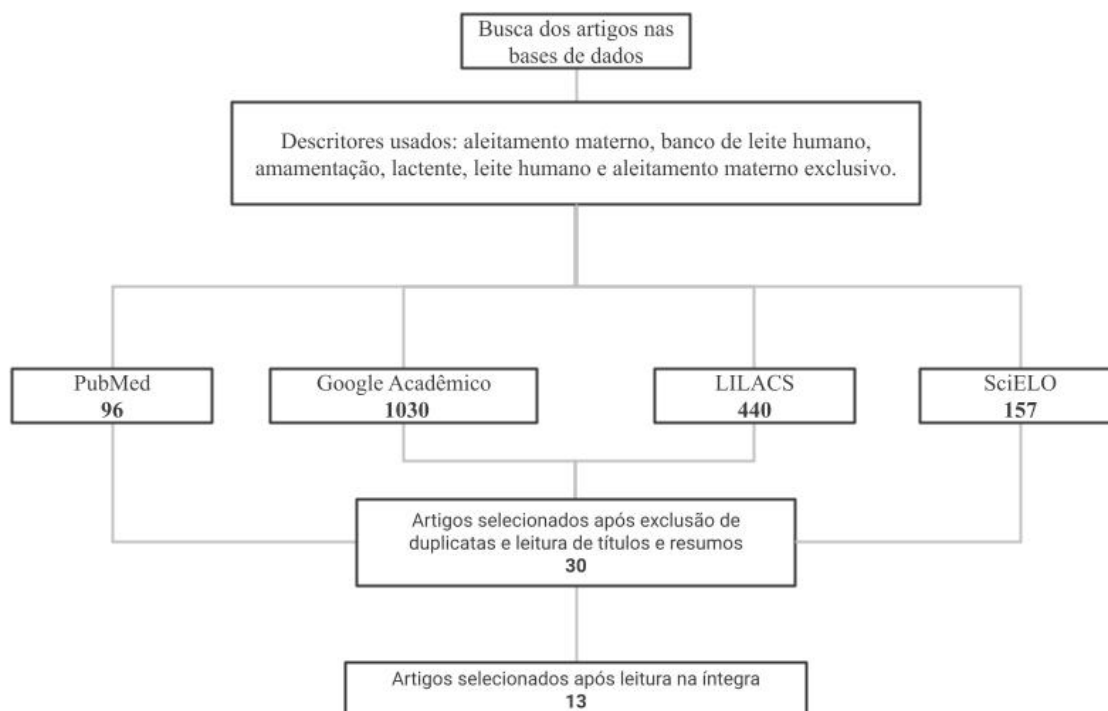 Busca dos artigos nas
bases de dados
Descritores usados: aleitamento materno, banco de leite humano,
amamentação, lactente, leite humano e aleitamento materno exclusivo.
PubMed
96
Google Acadêmico
1030
LILACS
440
SciELO
157
Artigos selecionados após exclusão de
duplicatas e leitura de títulos e resumos
30
Artigos selecionados após leitura na íntegra
13